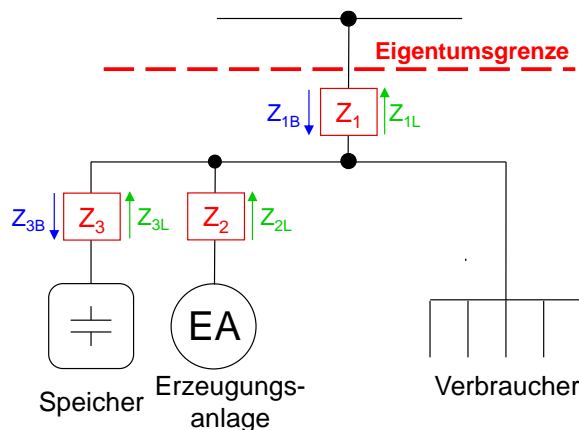 Eigentumsgrenze
Z1B Z1 Z1L
Z3B Z3 Z3L Z2 Z2L
EA
Speicher
Erzeugungs-
anlage
Verbraucher